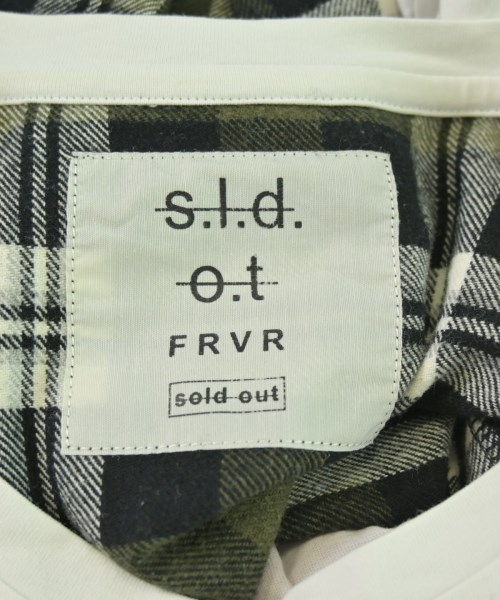 s.l.d.
o.t
FRVR
sold out